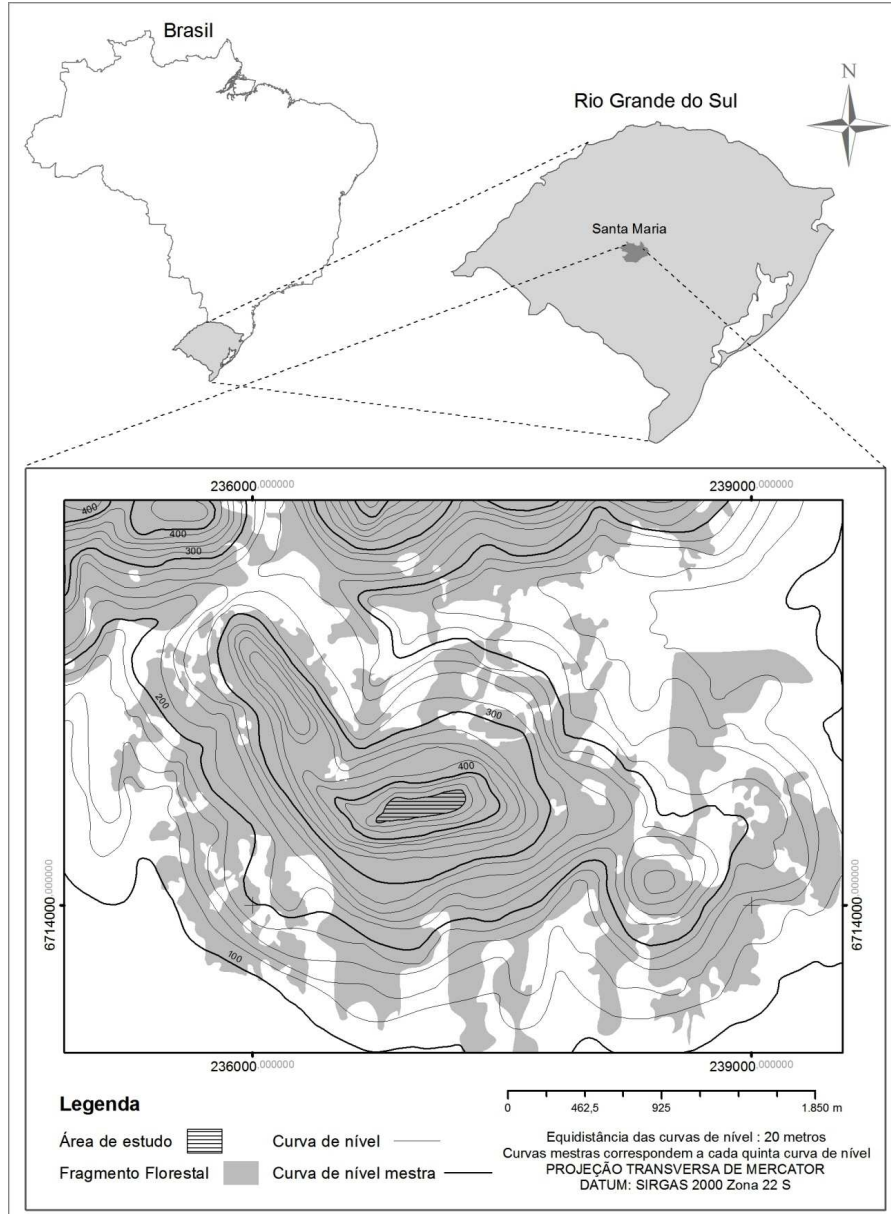 Brasil
N
Rio Grande do Sul
Santa Maria
236000,000000
239000,000000
400
400
300
200
300
400
100
6714000,000000
6714000,000000
236000,000000
239000,000000
Legenda
Área de estudo
Curva de nível
Fragmento Florestal
Curva de nível mestra
0 462,5 925 1.850 m
Equidistância das curvas de nível : 20 metros
Curvas mestras correspondem a cada quinta curva de nível
PROJEÇÃO TRANSVERSA DE MERCATOR
DATUM: SIRGAS 2000 Zona 22 S